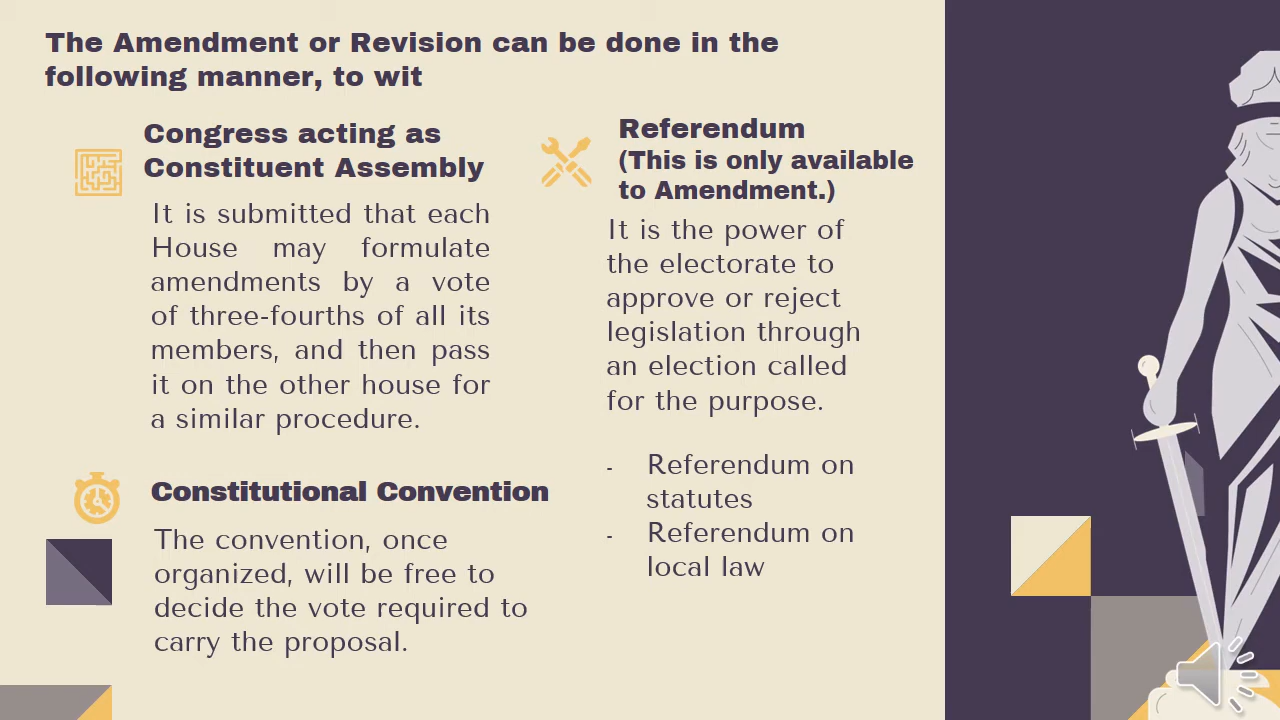 The Amendment or Revision can be done in the
following manner, to wit
Congress acting as
Constituent Assembly
It is submitted that each
House may formulate
amendments by a vote
of three-fourths of all its
members, and then pass
it on the other house for
a similar procedure.
Constitutional Convention
The convention, once
organized, will be free to
decide the vote required to
carry the proposal.
Referendum
(This is only available
to Amendment.)
It is the power of
the electorate to
approve or reject
legislation through
an election called
for the purpose.
- Referendum on
statutes
- Referendum on
local law